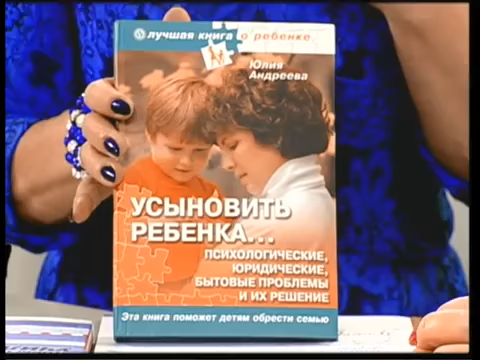 лучшая книга о ребенке
Юлия
Андреева
УСЫНОВИТЬ
РЕБЕНКА...
ПСИХОЛОГИЧЕСКИЕ,
ЮРИДИЧЕСКИЕ,
БЫТОВЫЕ ПРОБЛЕМЫ
И ИХ РЕШЕНИЕ
Эта книга поможет детям обрести семью